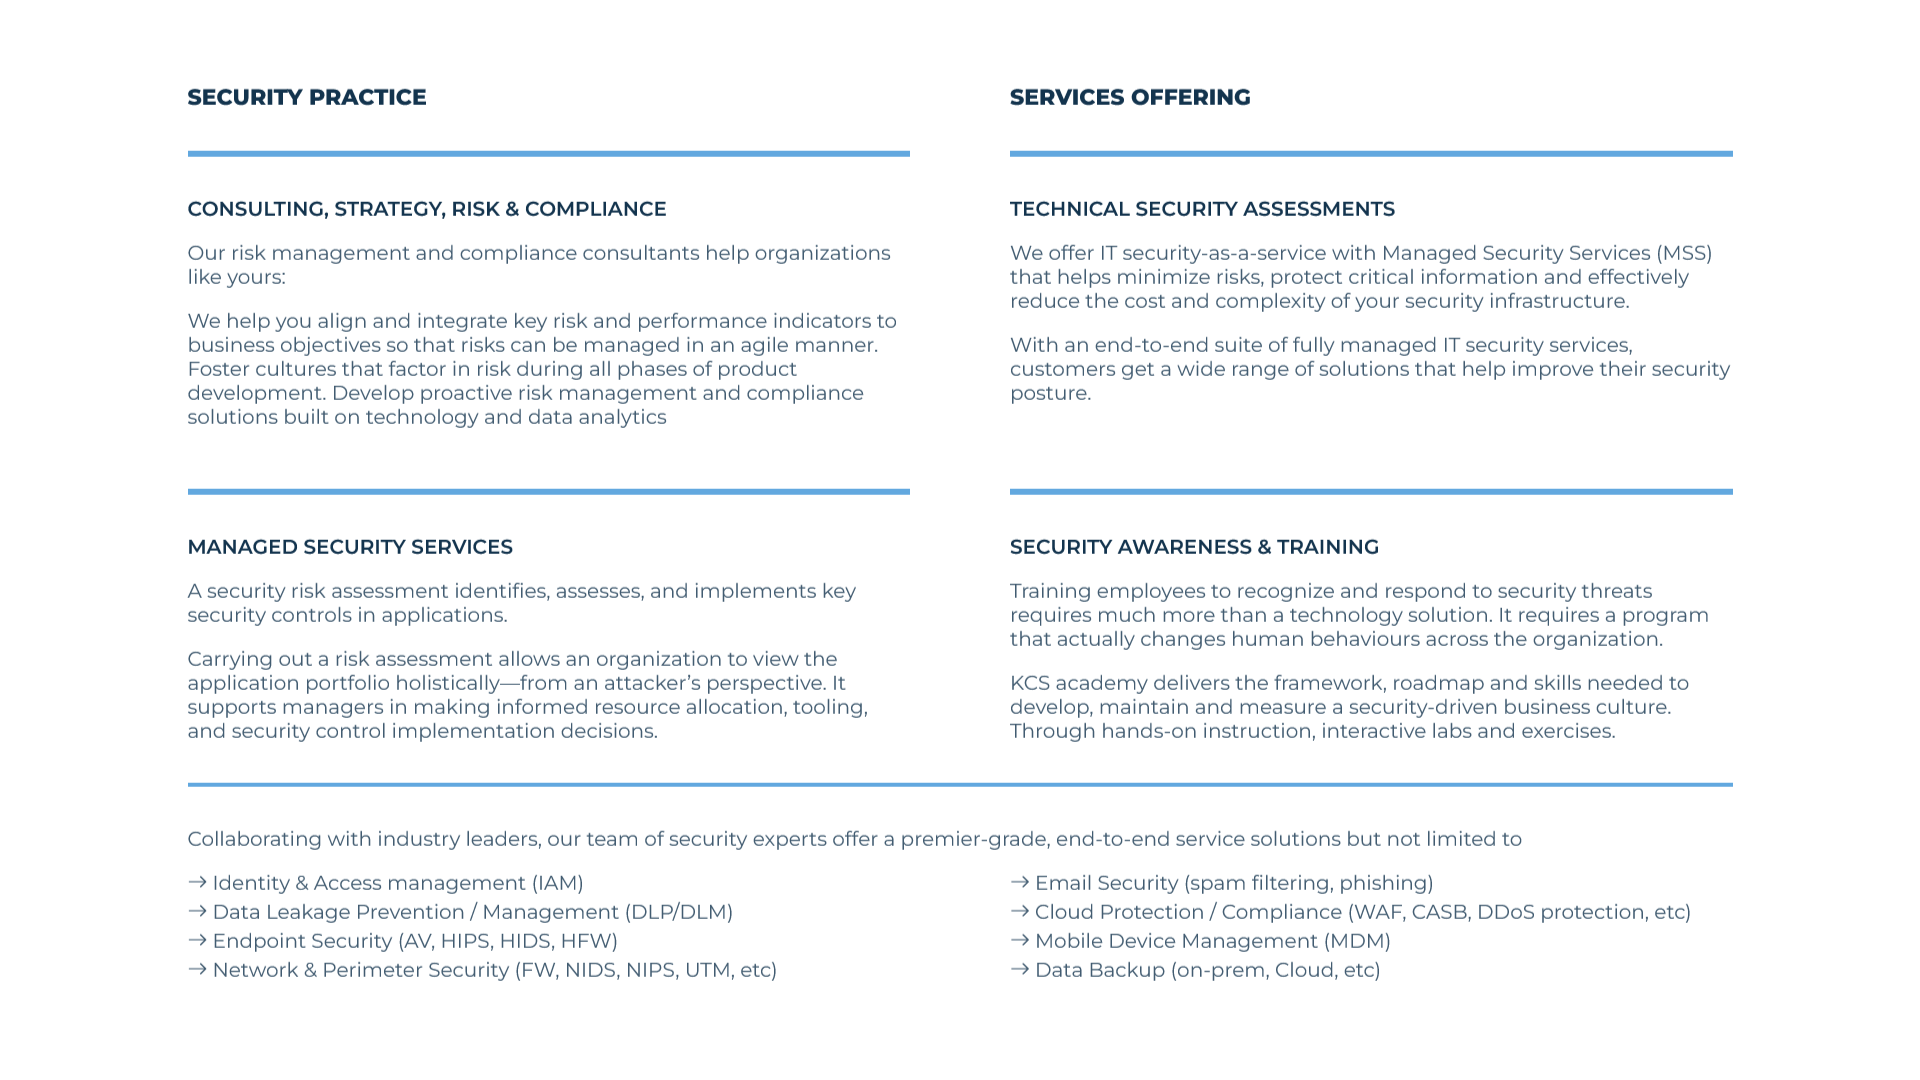 SECURITY PRACTICE
SERVICES OFFERING
CONSULTING, STRATEGY, RISK & COMPLIANCE
Our risk management and compliance consultants help organizations
like yours:
We help you align and integrate key risk and performance indicators to
business objectives so that risks can be managed in an agile manner.
Foster cultures that factor in risk during all phases of product
development. Develop proactive risk management and compliance
solutions built on technology and data analytics
TECHNICAL SECURITY ASSESSMENTS
We offer IT security-as-a-service with Managed Security Services (MSS)
that helps minimize risks, protect critical information and effectively
reduce the cost and complexity of your security infrastructure.
With an end-to-end suite of fully managed IT security services,
customers get a wide range of solutions that help improve their security
posture.
MANAGED SECURITY SERVICES
A security risk assessment identifies, assesses, and implements key
security controls in applications.
Carrying out a risk assessment allows an organization to view the
application portfolio holistically—from an attacker’s perspective. It
supports managers in making informed resource allocation, tooling,
and security control implementation decisions.
SECURITY AWARENESS & TRAINING
Training employees to recognize and respond to security threats
requires much more than a technology solution. It requires a program
that actually changes human behaviours across the organization.
KCS academy delivers the framework, roadmap and skills needed to
develop, maintain and measure a security-driven business culture.
Through hands-on instruction, interactive labs and exercises.
Collaborating with industry leaders, our team of security experts offer a premier-grade, end-to-end service solutions but not limited to
→ Identity & Access management (IAM)
→ Data Leakage Prevention / Management (DLP/DLM)
→ Endpoint Security (AV, HIPS, HIDS, HFW)
→ Network & Perimeter Security (FW, NIDS, NIPS, UTM, etc)
→ Email Security (spam filtering, phishing)
→ Cloud Protection / Compliance (WAF, CASB, DDoS protection, etc)
→ Mobile Device Management (MDM)
→ Data Backup (on-prem, Cloud, etc)